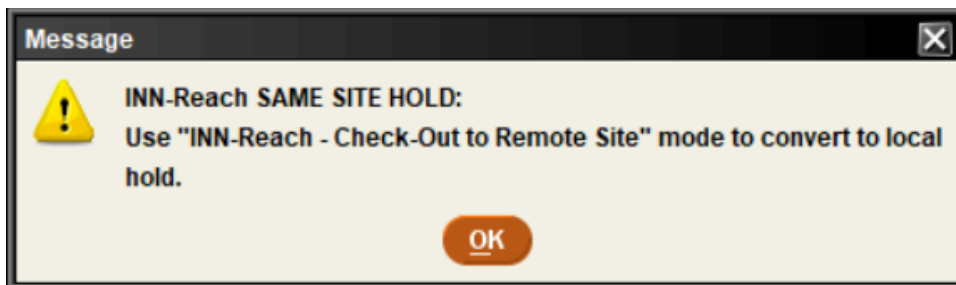 Message
INN-Reach SAME SITE HOLD:
Use "INN-Reach - Check-Out to Remote Site" mode to convert to local
hold.
OK